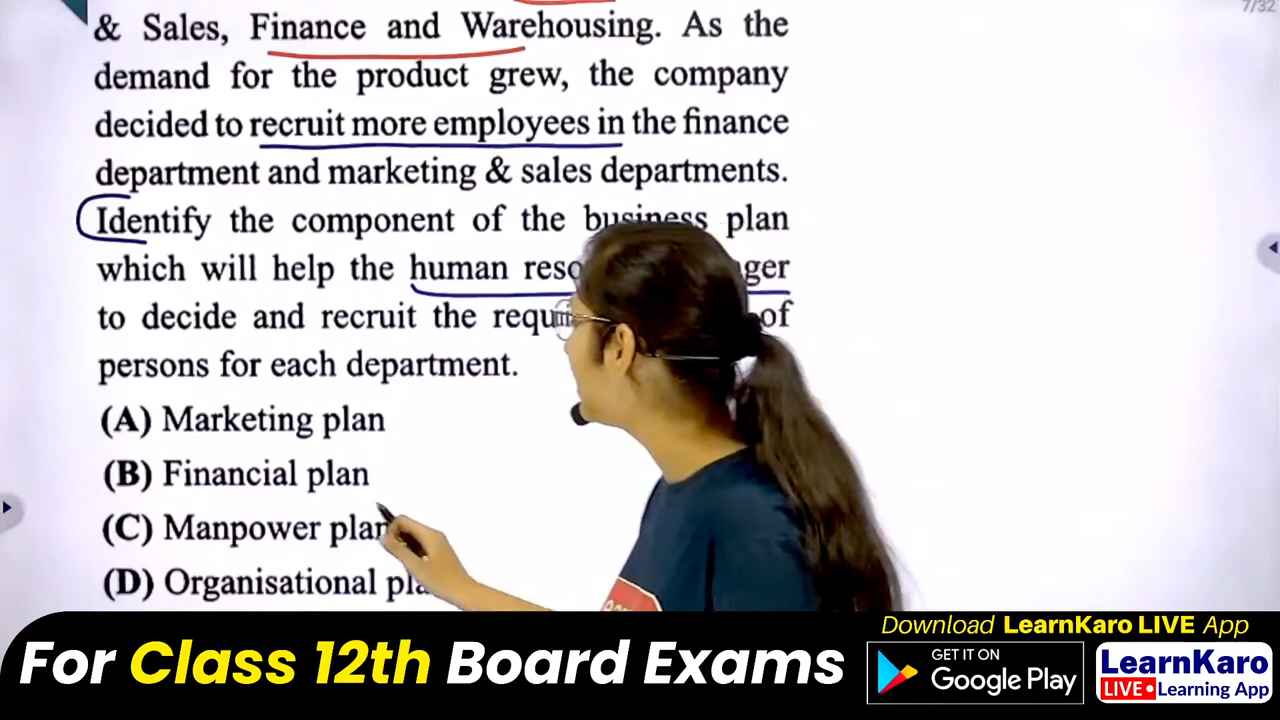 7/32
& Sales, Finance and Warehousing. As the
demand for the product grew, the company
decided to recruit more employees in the finance
department and marketing & sales departments.
Identify the component of the business plan
which will help the human
to decide and recruit the of
persons for each department.
(A) Marketing plan
(B) Financial plan
(C) Manpower plan
(D) Organisational
For Class 12th Board Exams
Download LearnKaro LIVE App
GET IT ON
Google Play
LearnKaro
LIVE Learning App